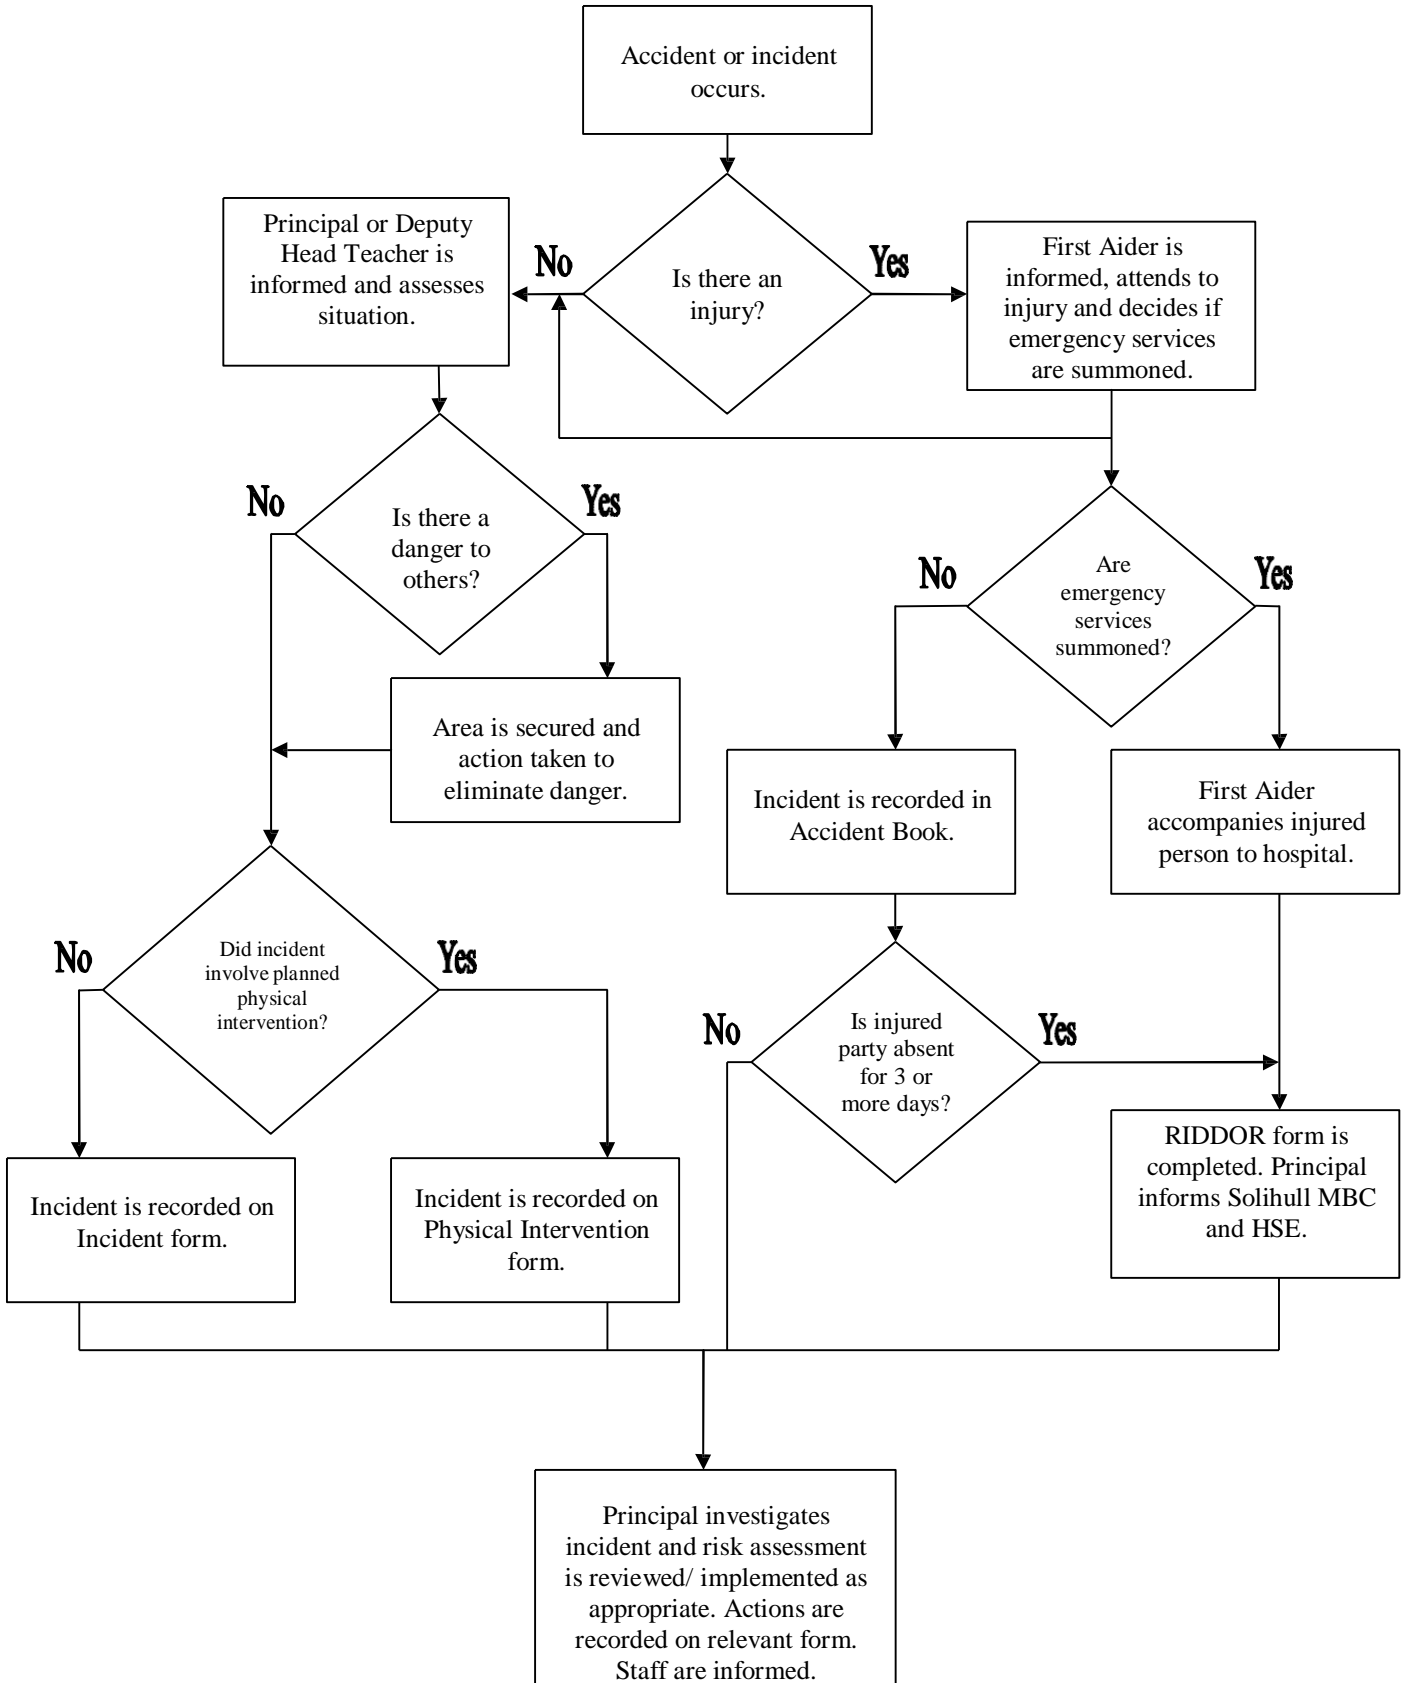 Accident or incident
occurs.
Principal or Deputy
Head Teacher is
informed and assesses
situation.
No
Is there an
injury?
Yes
First Aider is
informed, attends to
injury and decides if
emergency services
are summoned.
No
Is there a
danger to
others?
Yes
No
Are
emergency
services
summoned?
Yes
Area is secured and
action taken to
eliminate danger.
Incident is recorded in
Accident Book.
First Aider
accompanies injured
person to hospital.
No
Did incident
involve planned
physical
intervention?
Yes
No
Is injured
party absent
for 3 or
more days?
Yes
Incident is recorded on
Incident form.
Incident is recorded on
Physical Intervention
form.
RIDDOR form is
completed. Principal
informs Solihull MBC
and HSE.
Principal investigates
incident and risk assessment
is reviewed/ implemented as
appropriate. Actions are
recorded on relevant form.
Staff are informed.